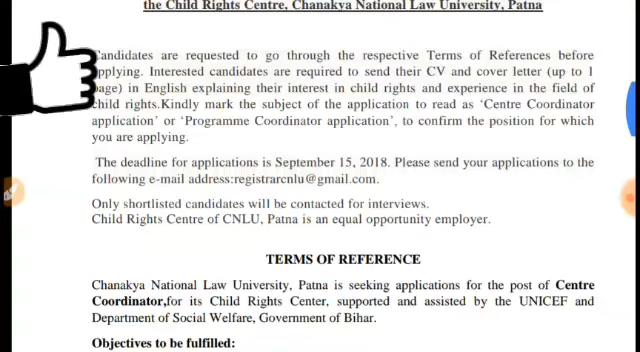 the Child Rights Centre, Chanakya National Law University, Patna
Candidates are requested to go through the respective Terms of References before
applying. Interested candidates are required to send their CV and cover letter (up to 1
page) in English explaining their interest in child rights and experience in the field of
child rights.Kindly mark the subject of the application to read as ‘Centre Coordinator
application’ or ‘Programme Coordinator application’, to confirm the position for which
you are applying.
The deadline for applications is September 15, 2018. Please send your applications to the
following e-mail address:registrarcnlu@gmail.com.
Only shortlisted candidates will be contacted for interviews.
Child Rights Centre of CNLU, Patna is an equal opportunity employer.
TERMS OF REFERENCE
Chanakya National Law University, Patna is seeking applications for the post of Centre
Coordinator,for its Child Rights Center, supported and assisted by the UNICEF and
Department of Social Welfare, Government of Bihar.
Objectives to be fulfilled: